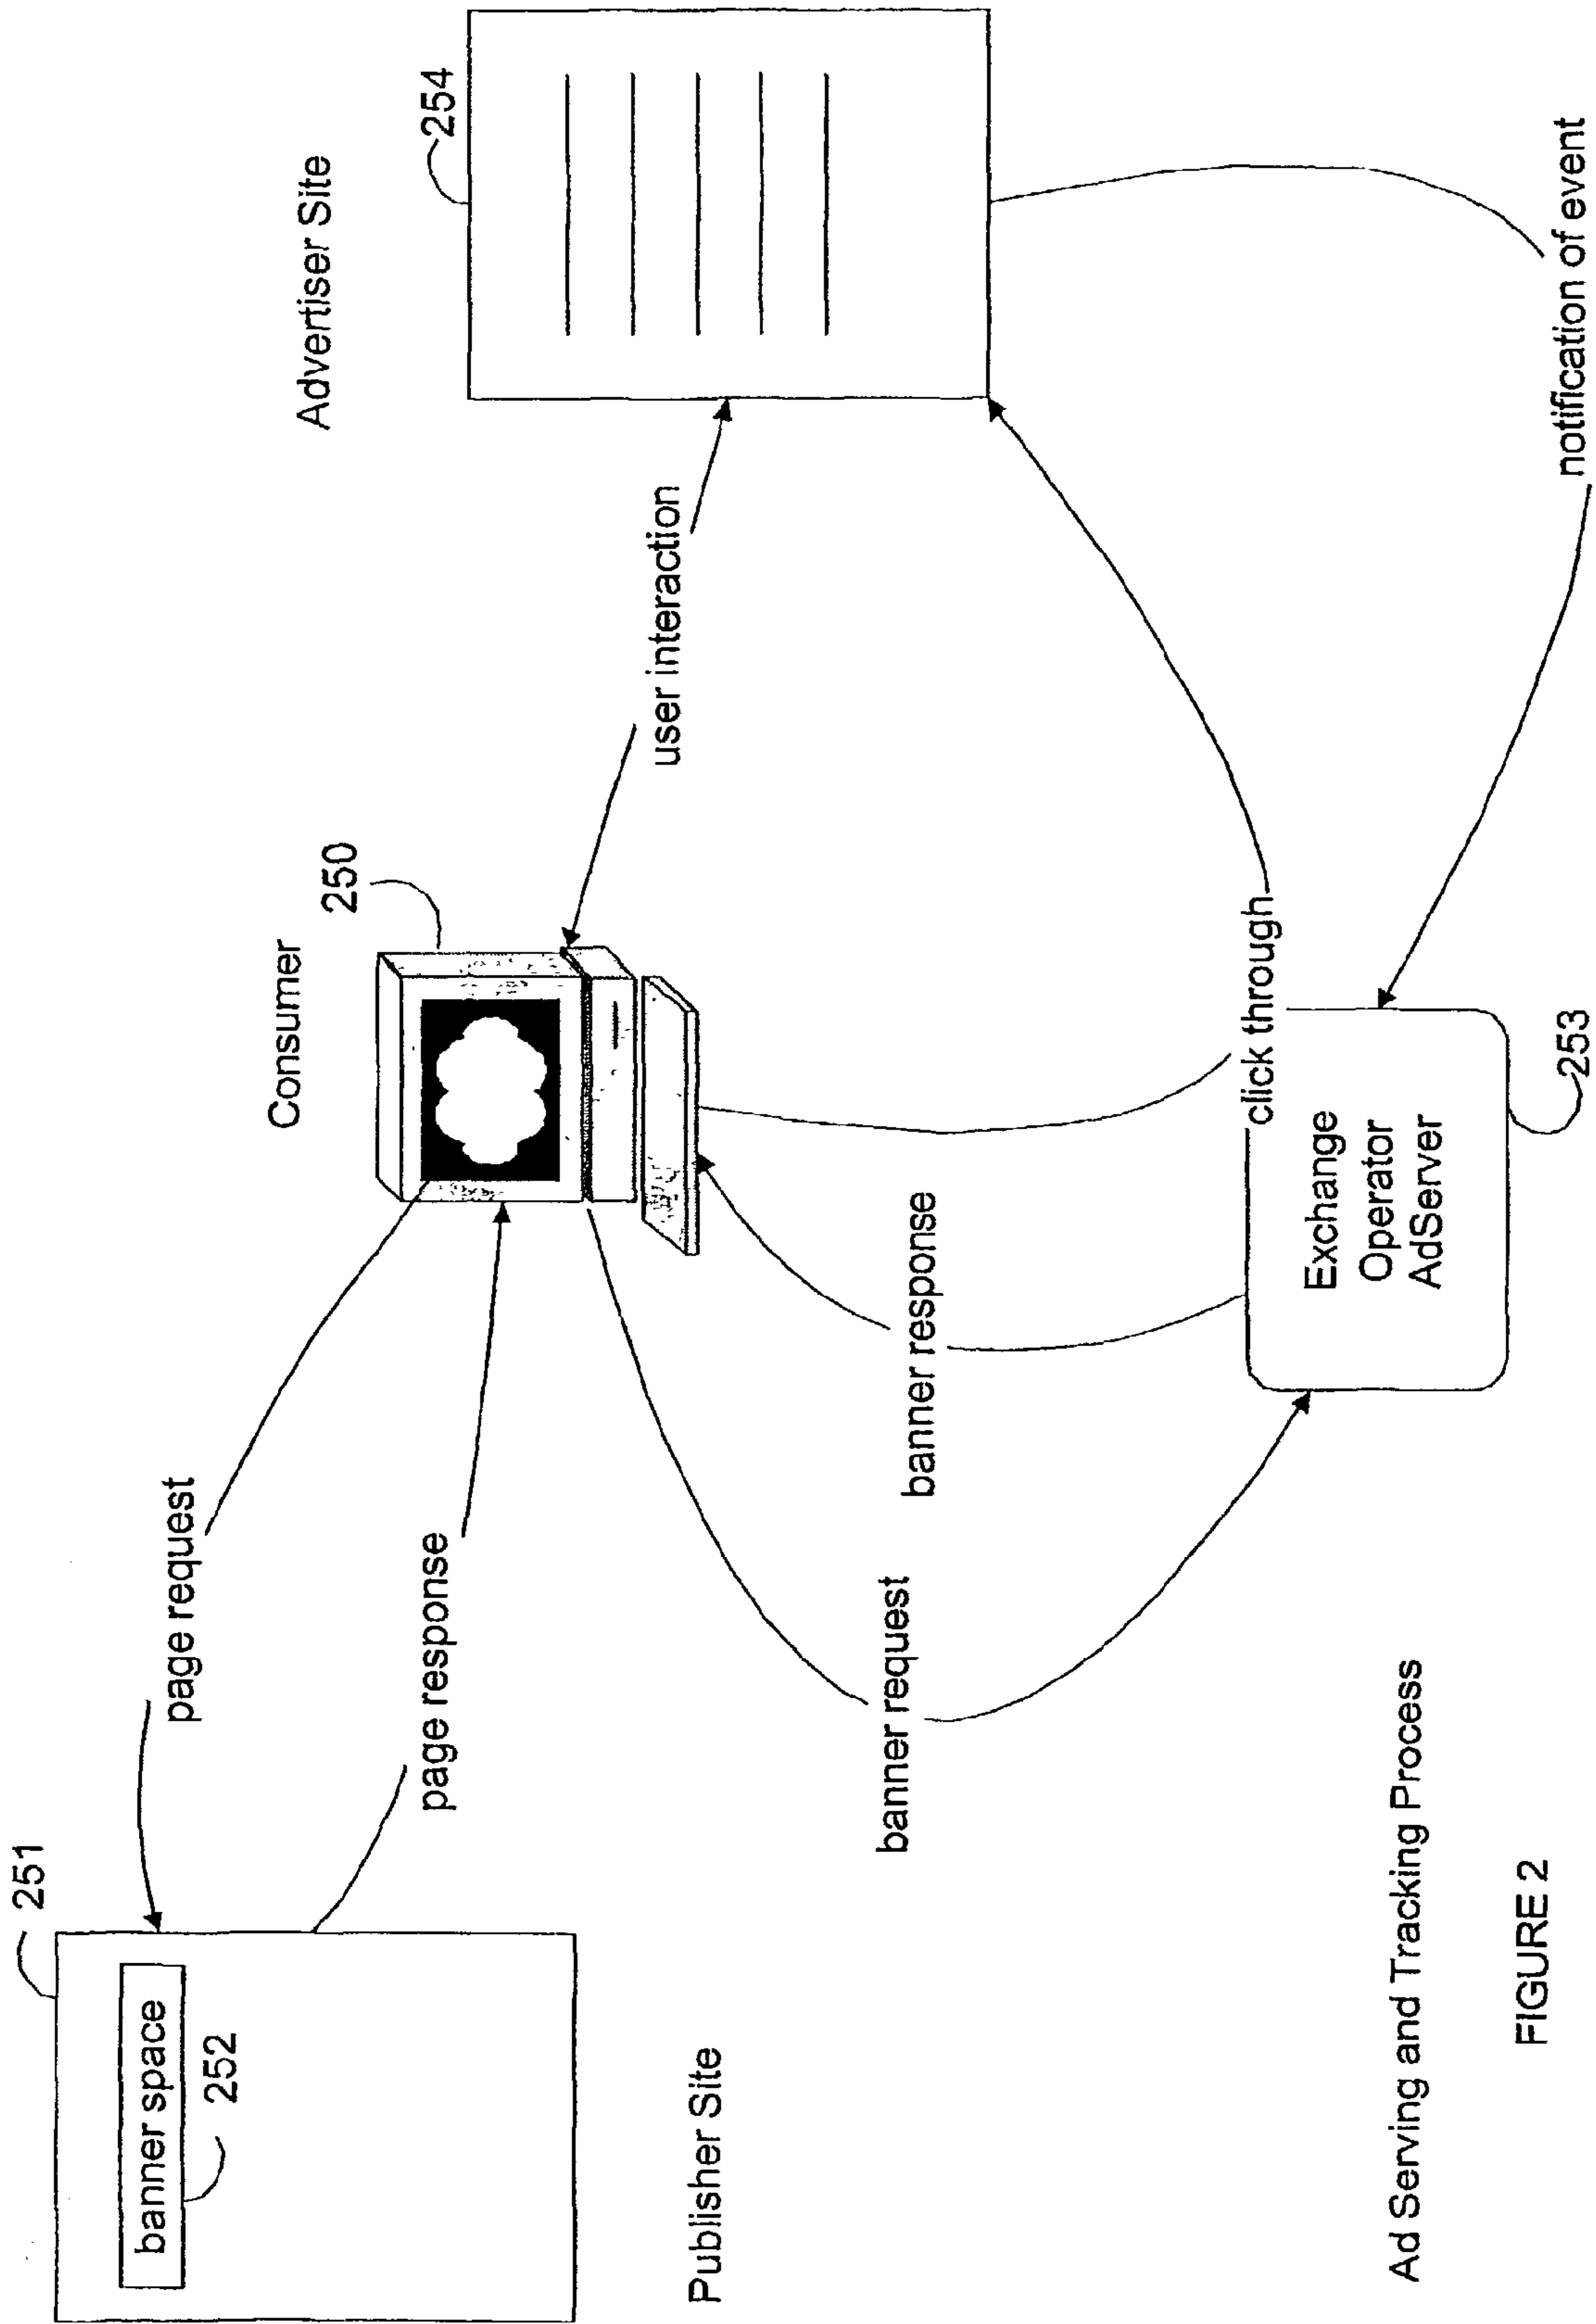 251
banner space
252
Publisher Site
page request
page response
banner request
banner response
Consumer
250
user interaction
click through
Exchange
Operator
AdServer
253
Advertiser Site
254
notification of event
Ad Serving and Tracking Process
FIGURE 2